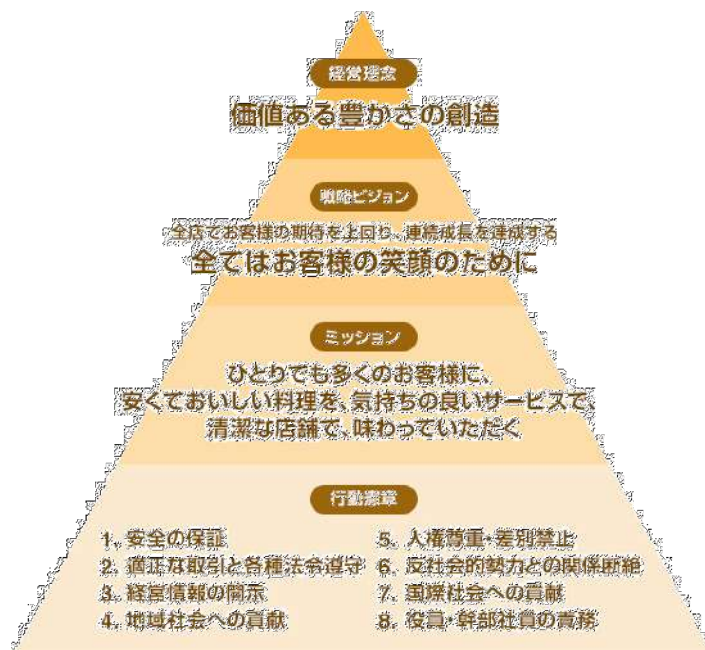 経営理念
価値ある豊かさの創造
戦略ビジョン
全店でお客様の期待を上回り、連続成長を達成する
全てはお客様の笑顔のために
ミッション
ひとりでも多くのお客様に、
安くておいしい料理を、気持ちの良いサービスで、
清潔な店舗で、味わっていただく
行動憲章
1. 安全の保証
2. 適正な取引と各種法令遵守
3. 経営情報の開示
4. 地域社会への貢献
5. 人権尊重・差別禁止
6. 反社会的勢力との関係断絶
7. 国際社会への貢献
8. 役員・幹部社員の責務